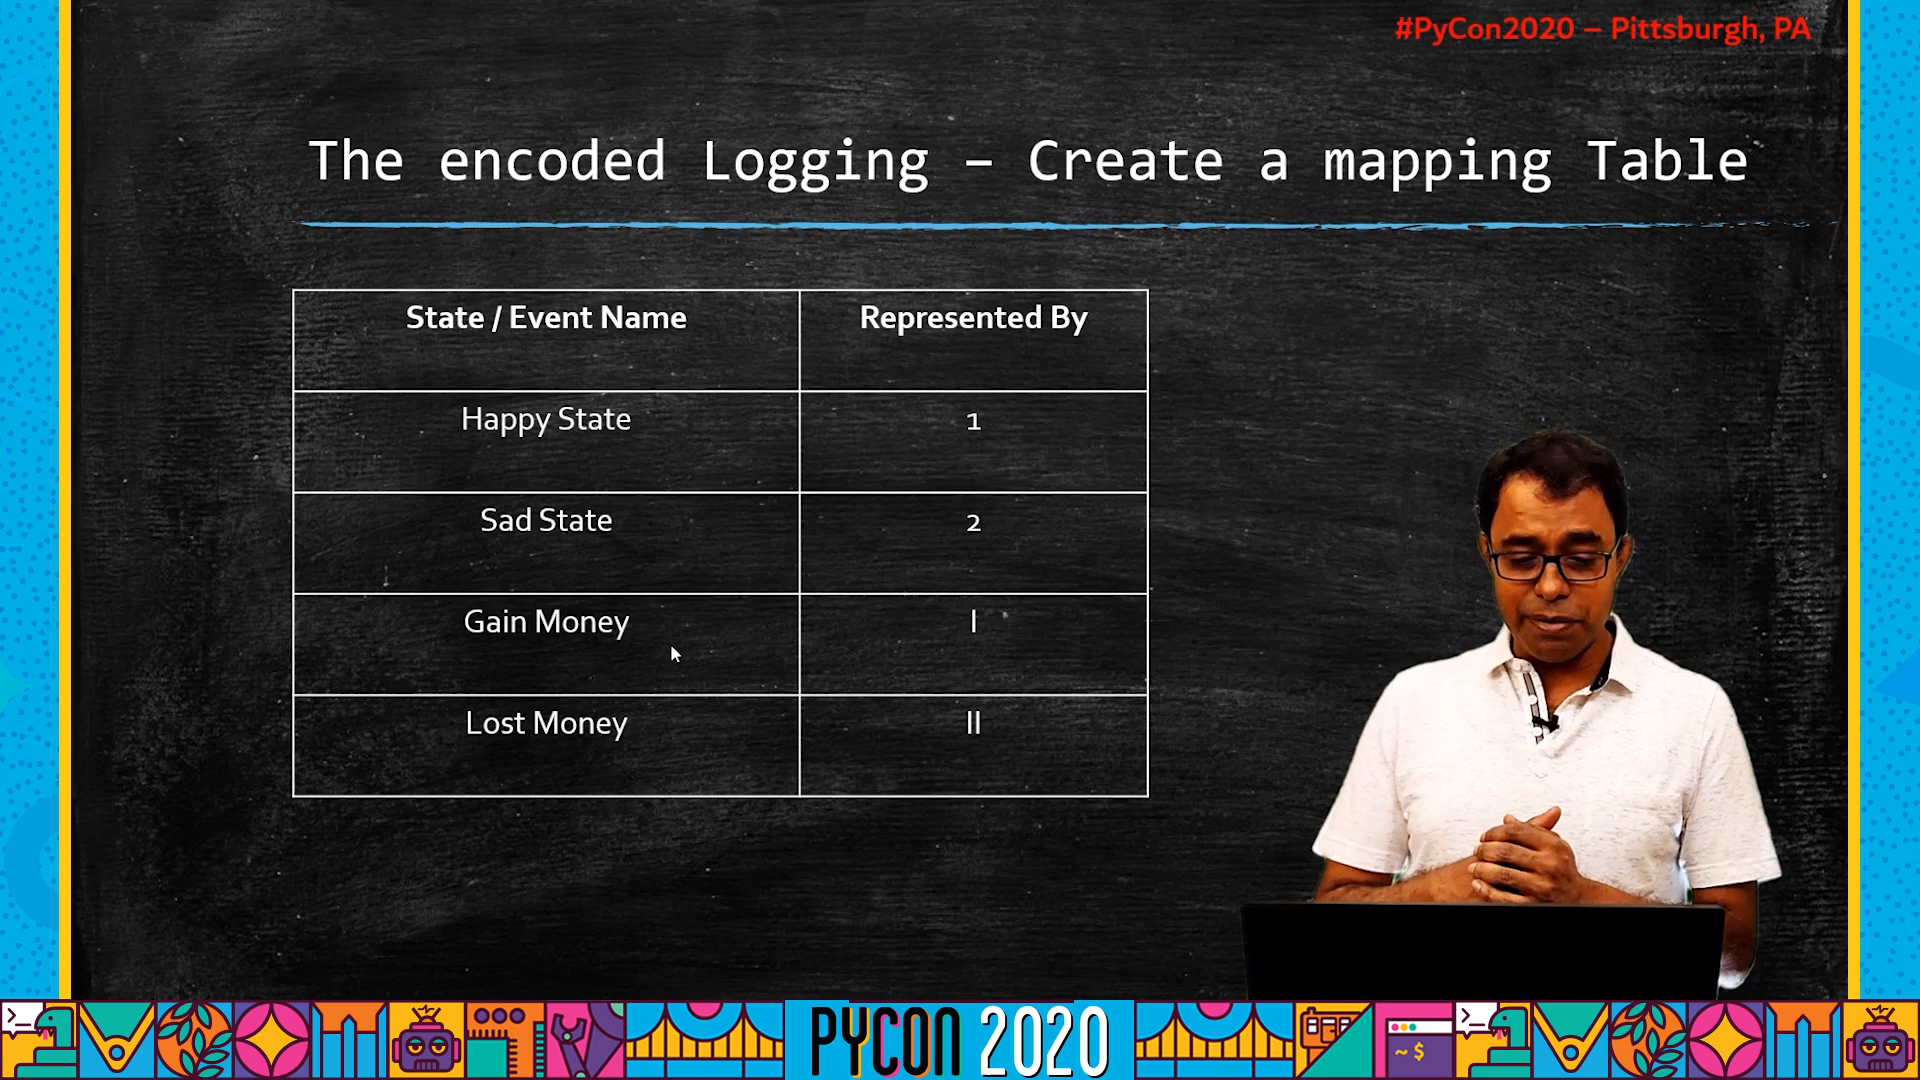 #PyCon2020 – Pittsburgh, PA
The encoded Logging – Create a mapping Table
State / Event Name
Represented By
Happy State
1
Sad State
2
Gain Money
I
Lost Money
II
PYCON 2020
>_
~ $
>_